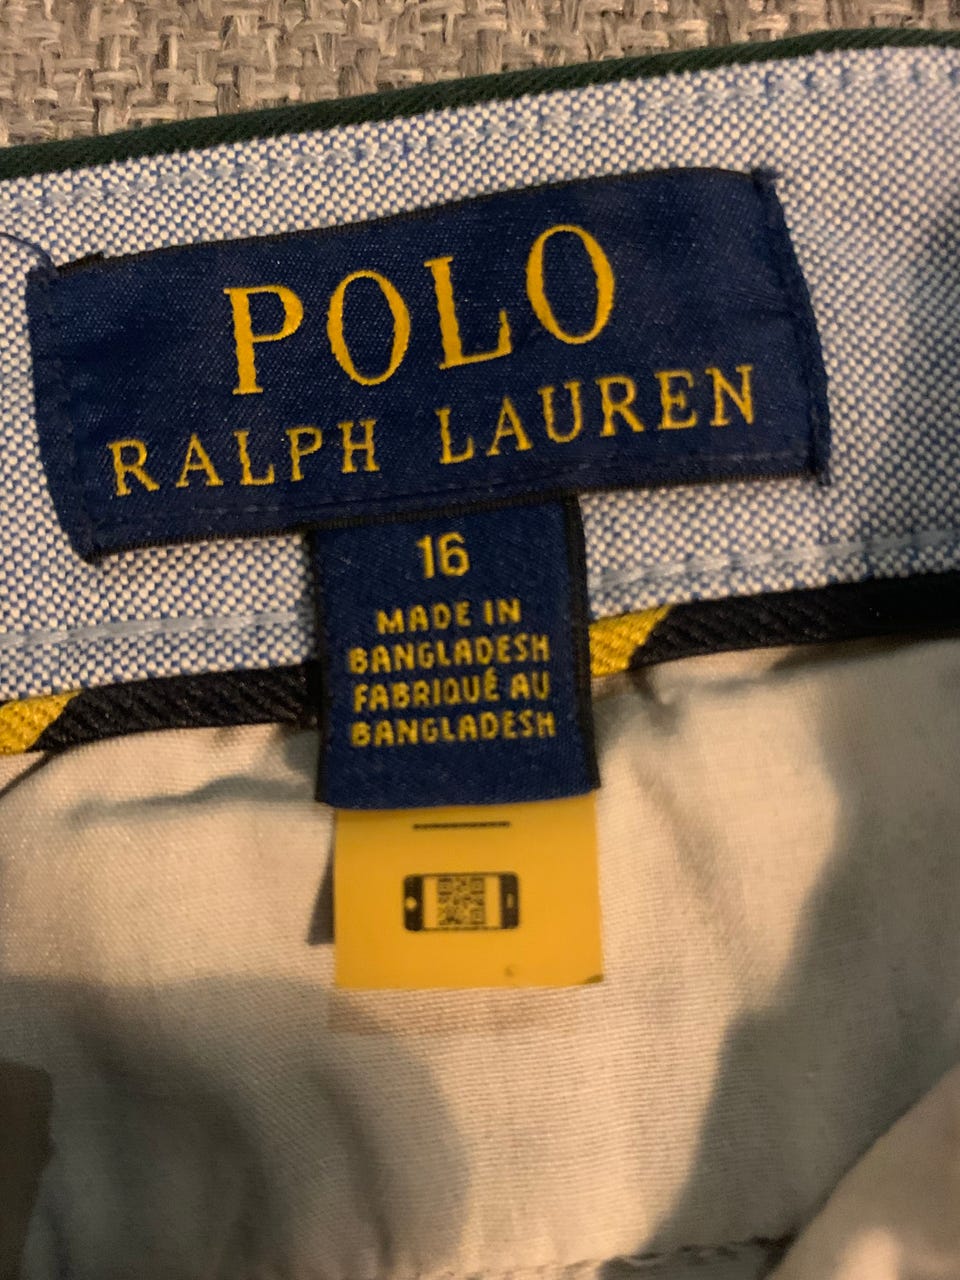 POLO
RALPH LAUREN
16
MADE IN
BANGLADESH
FABRIQUÉ AU
BANGLADESH